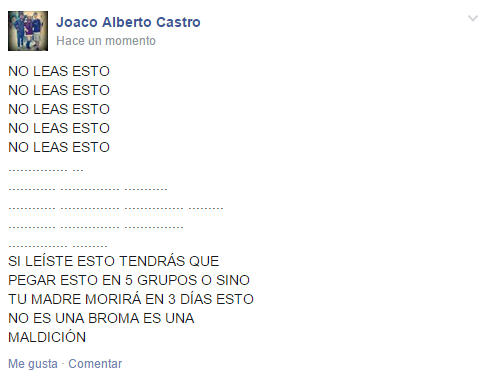 Joaco Alberto Castro
Hace un momento
NO LEAS ESTO
NO LEAS ESTO
NO LEAS ESTO
NO LEAS ESTO
NO LEAS ESTO
............... ...
............ ............... ...........
............ ............... ............... .........
............ ............... ...............
............... .........
SI LEÍSTE ESTO TENDRÁS QUE
PEGAR ESTO EN 5 GRUPOS O SINO
TU MADRE MORIRÁ EN 3 DÍAS ESTO
NO ES UNA BROMA ES UNA
MALDICIÓN
Me gusta · Comentar